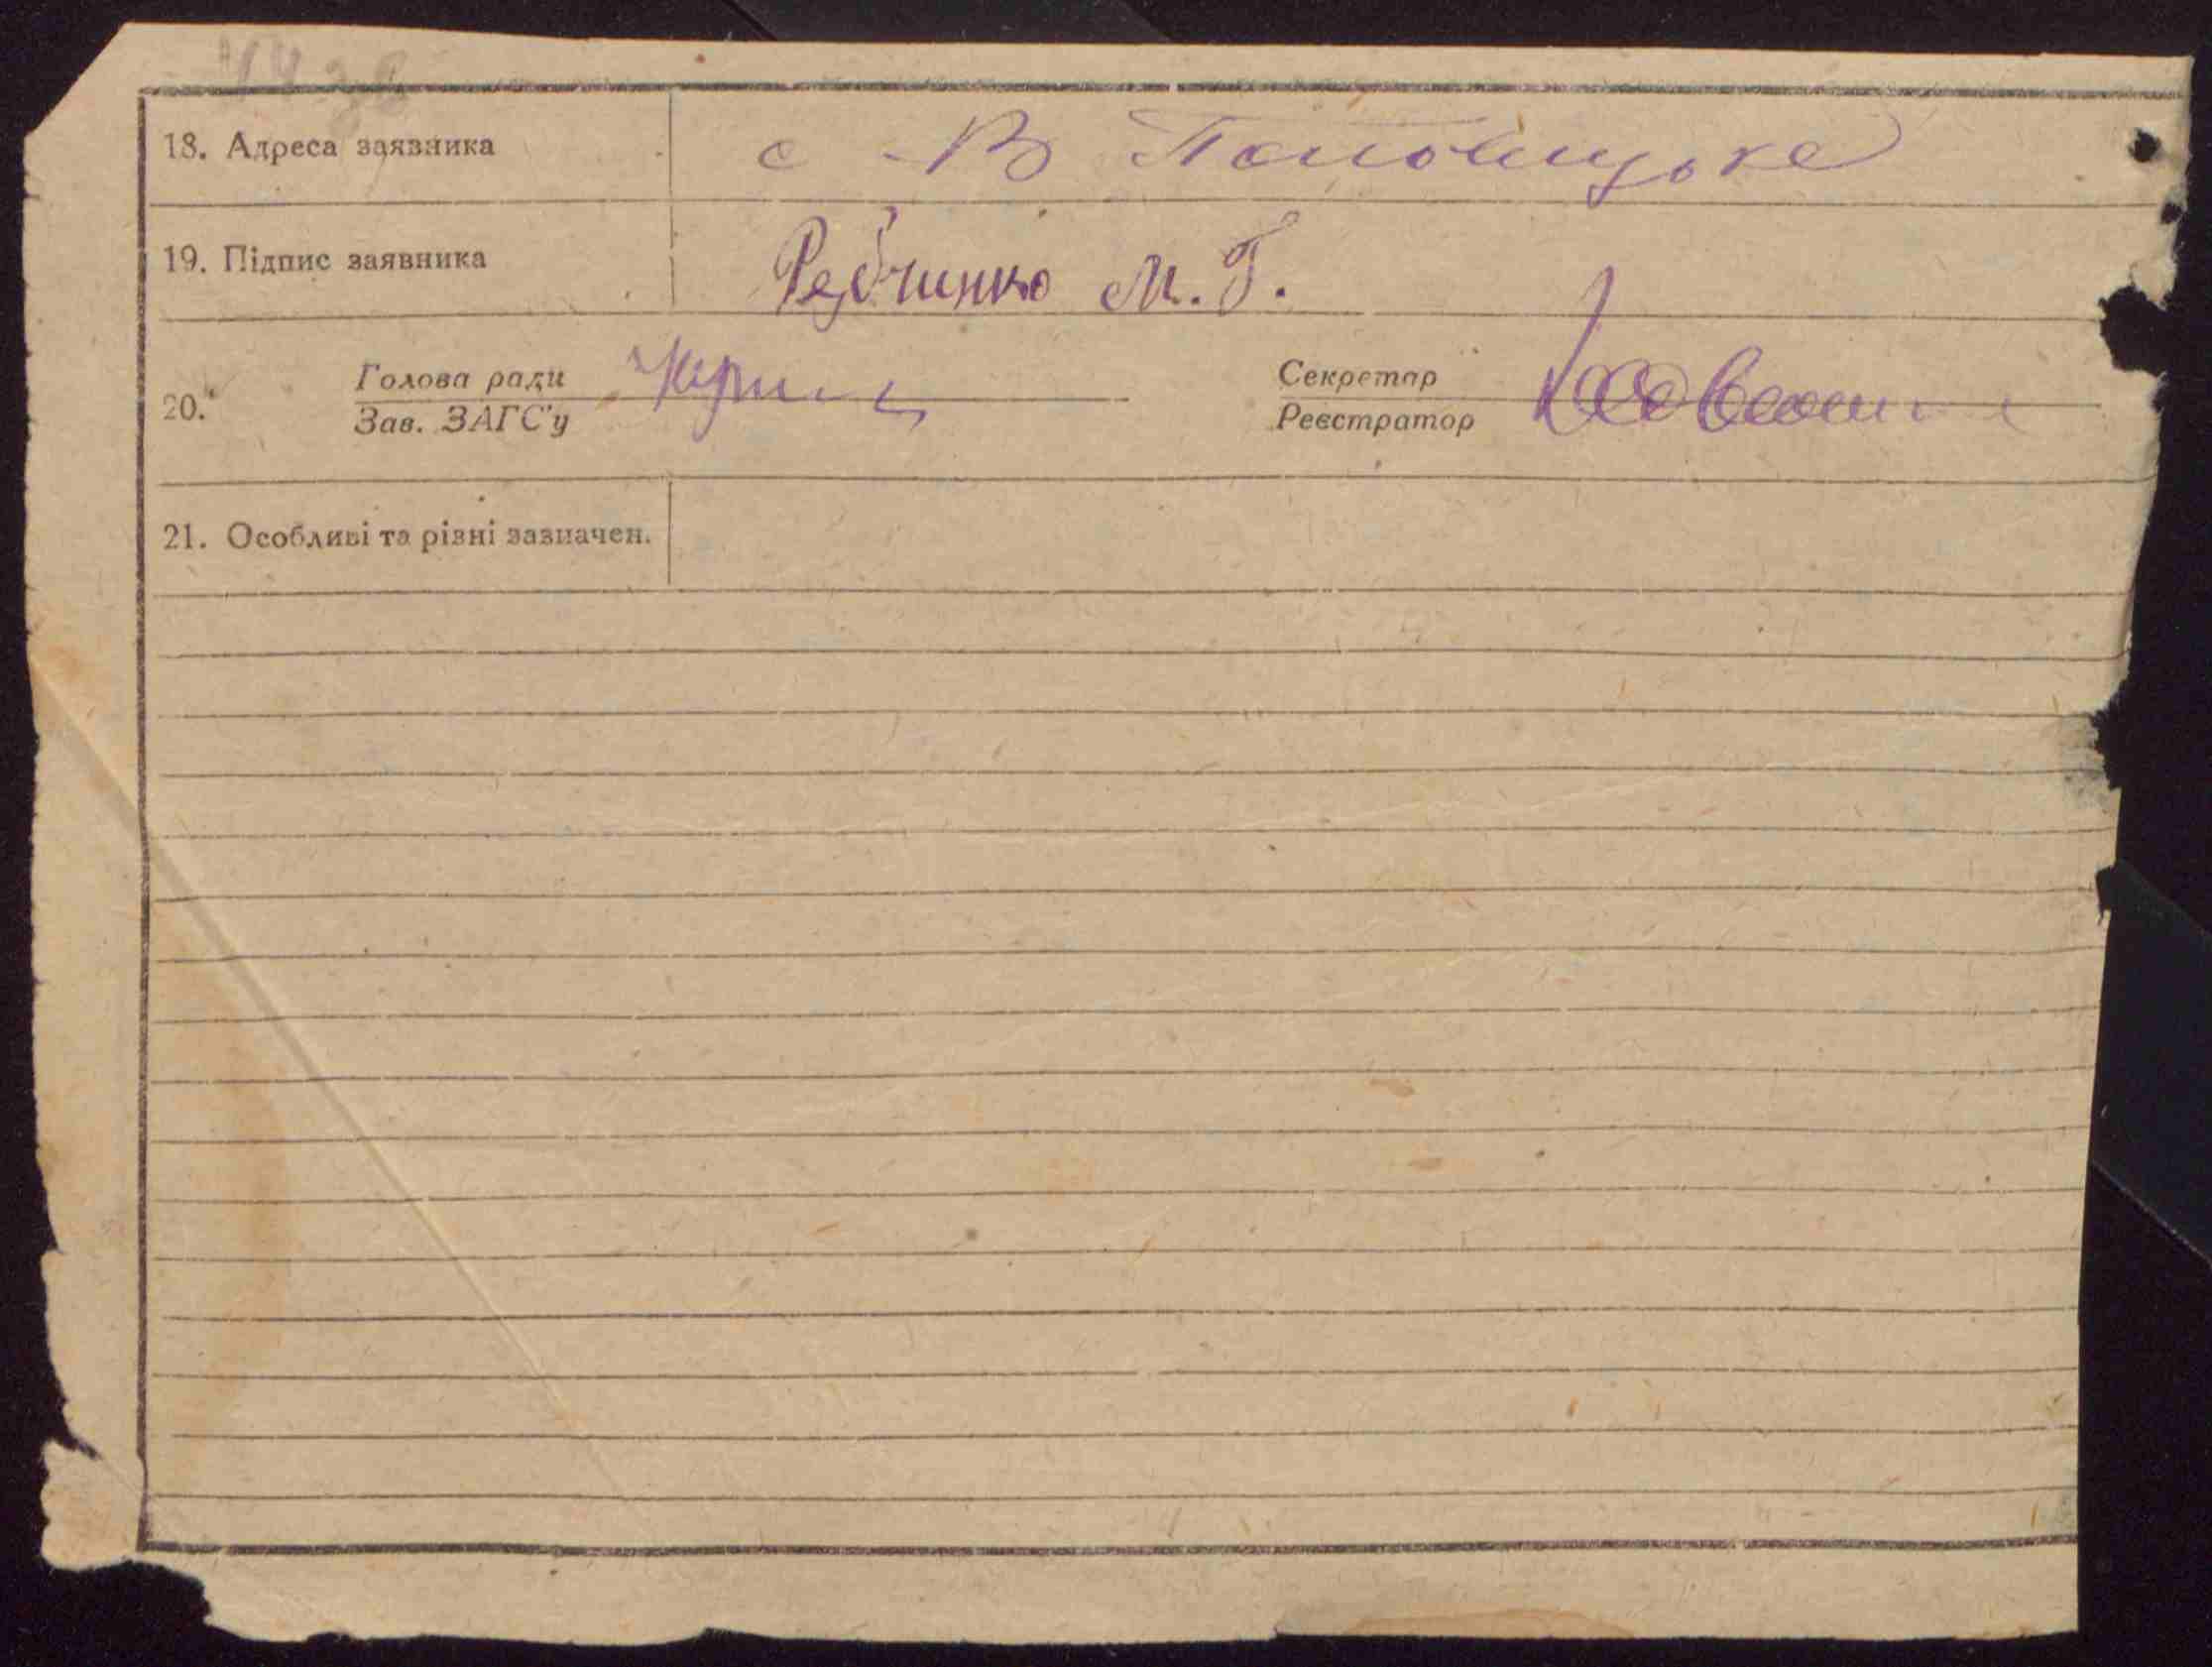 18. Адреса заявника с В Половецьке
19. Підпис заявника Редчинко М. Г.
20. Голова ради Секретар
Зав. ЗАГС'у Реєстратор
21. Особливі та різні зазначен.